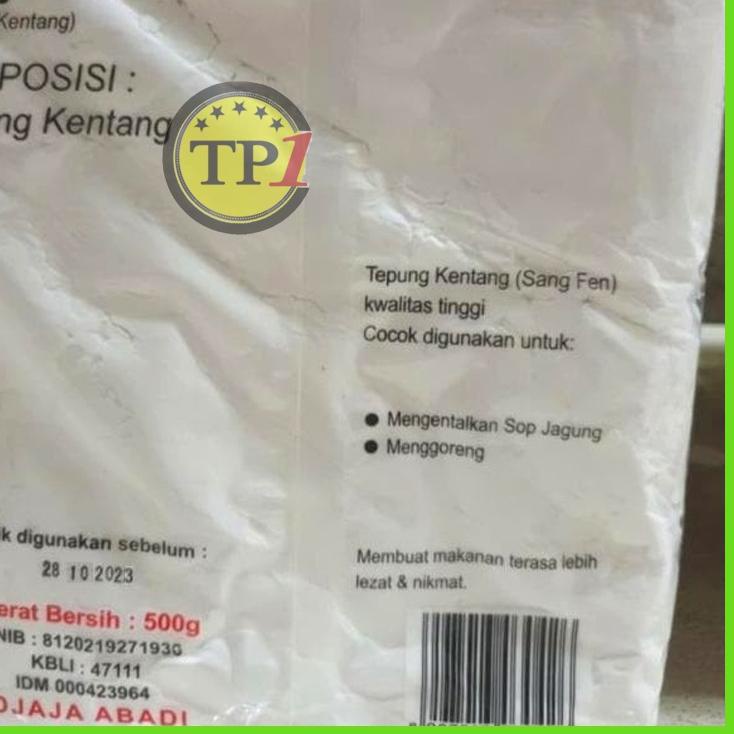 Kentang)
POSISI :
ng Kentang
TP1
Tepung Kentang (Sang Fen)
kwalitas tinggi
Cocok digunakan untuk:
● Mengentalkan Sop Jagung
● Menggoreng
Membuat makanan terasa lebih
lezat & nikmat.
k digunakan sebelum :
28 10 2023
erat Bersih : 500g
NIB : 8120219271930
KBLI : 47111
IDM 000423964
DJAJA ABADI